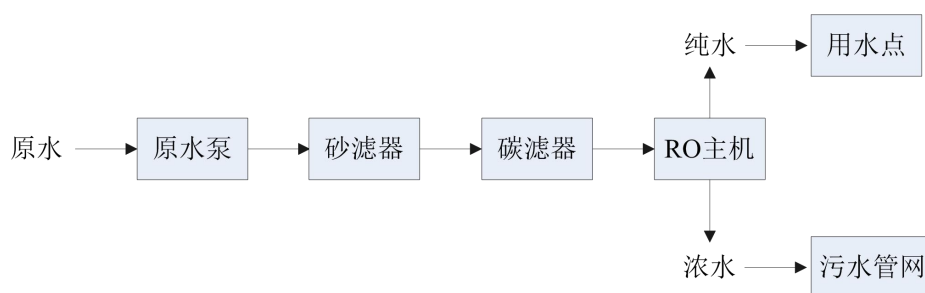 纯水
用水点
原水
原水泵
砂滤器
碳滤器
RO主机
浓水
污水管网